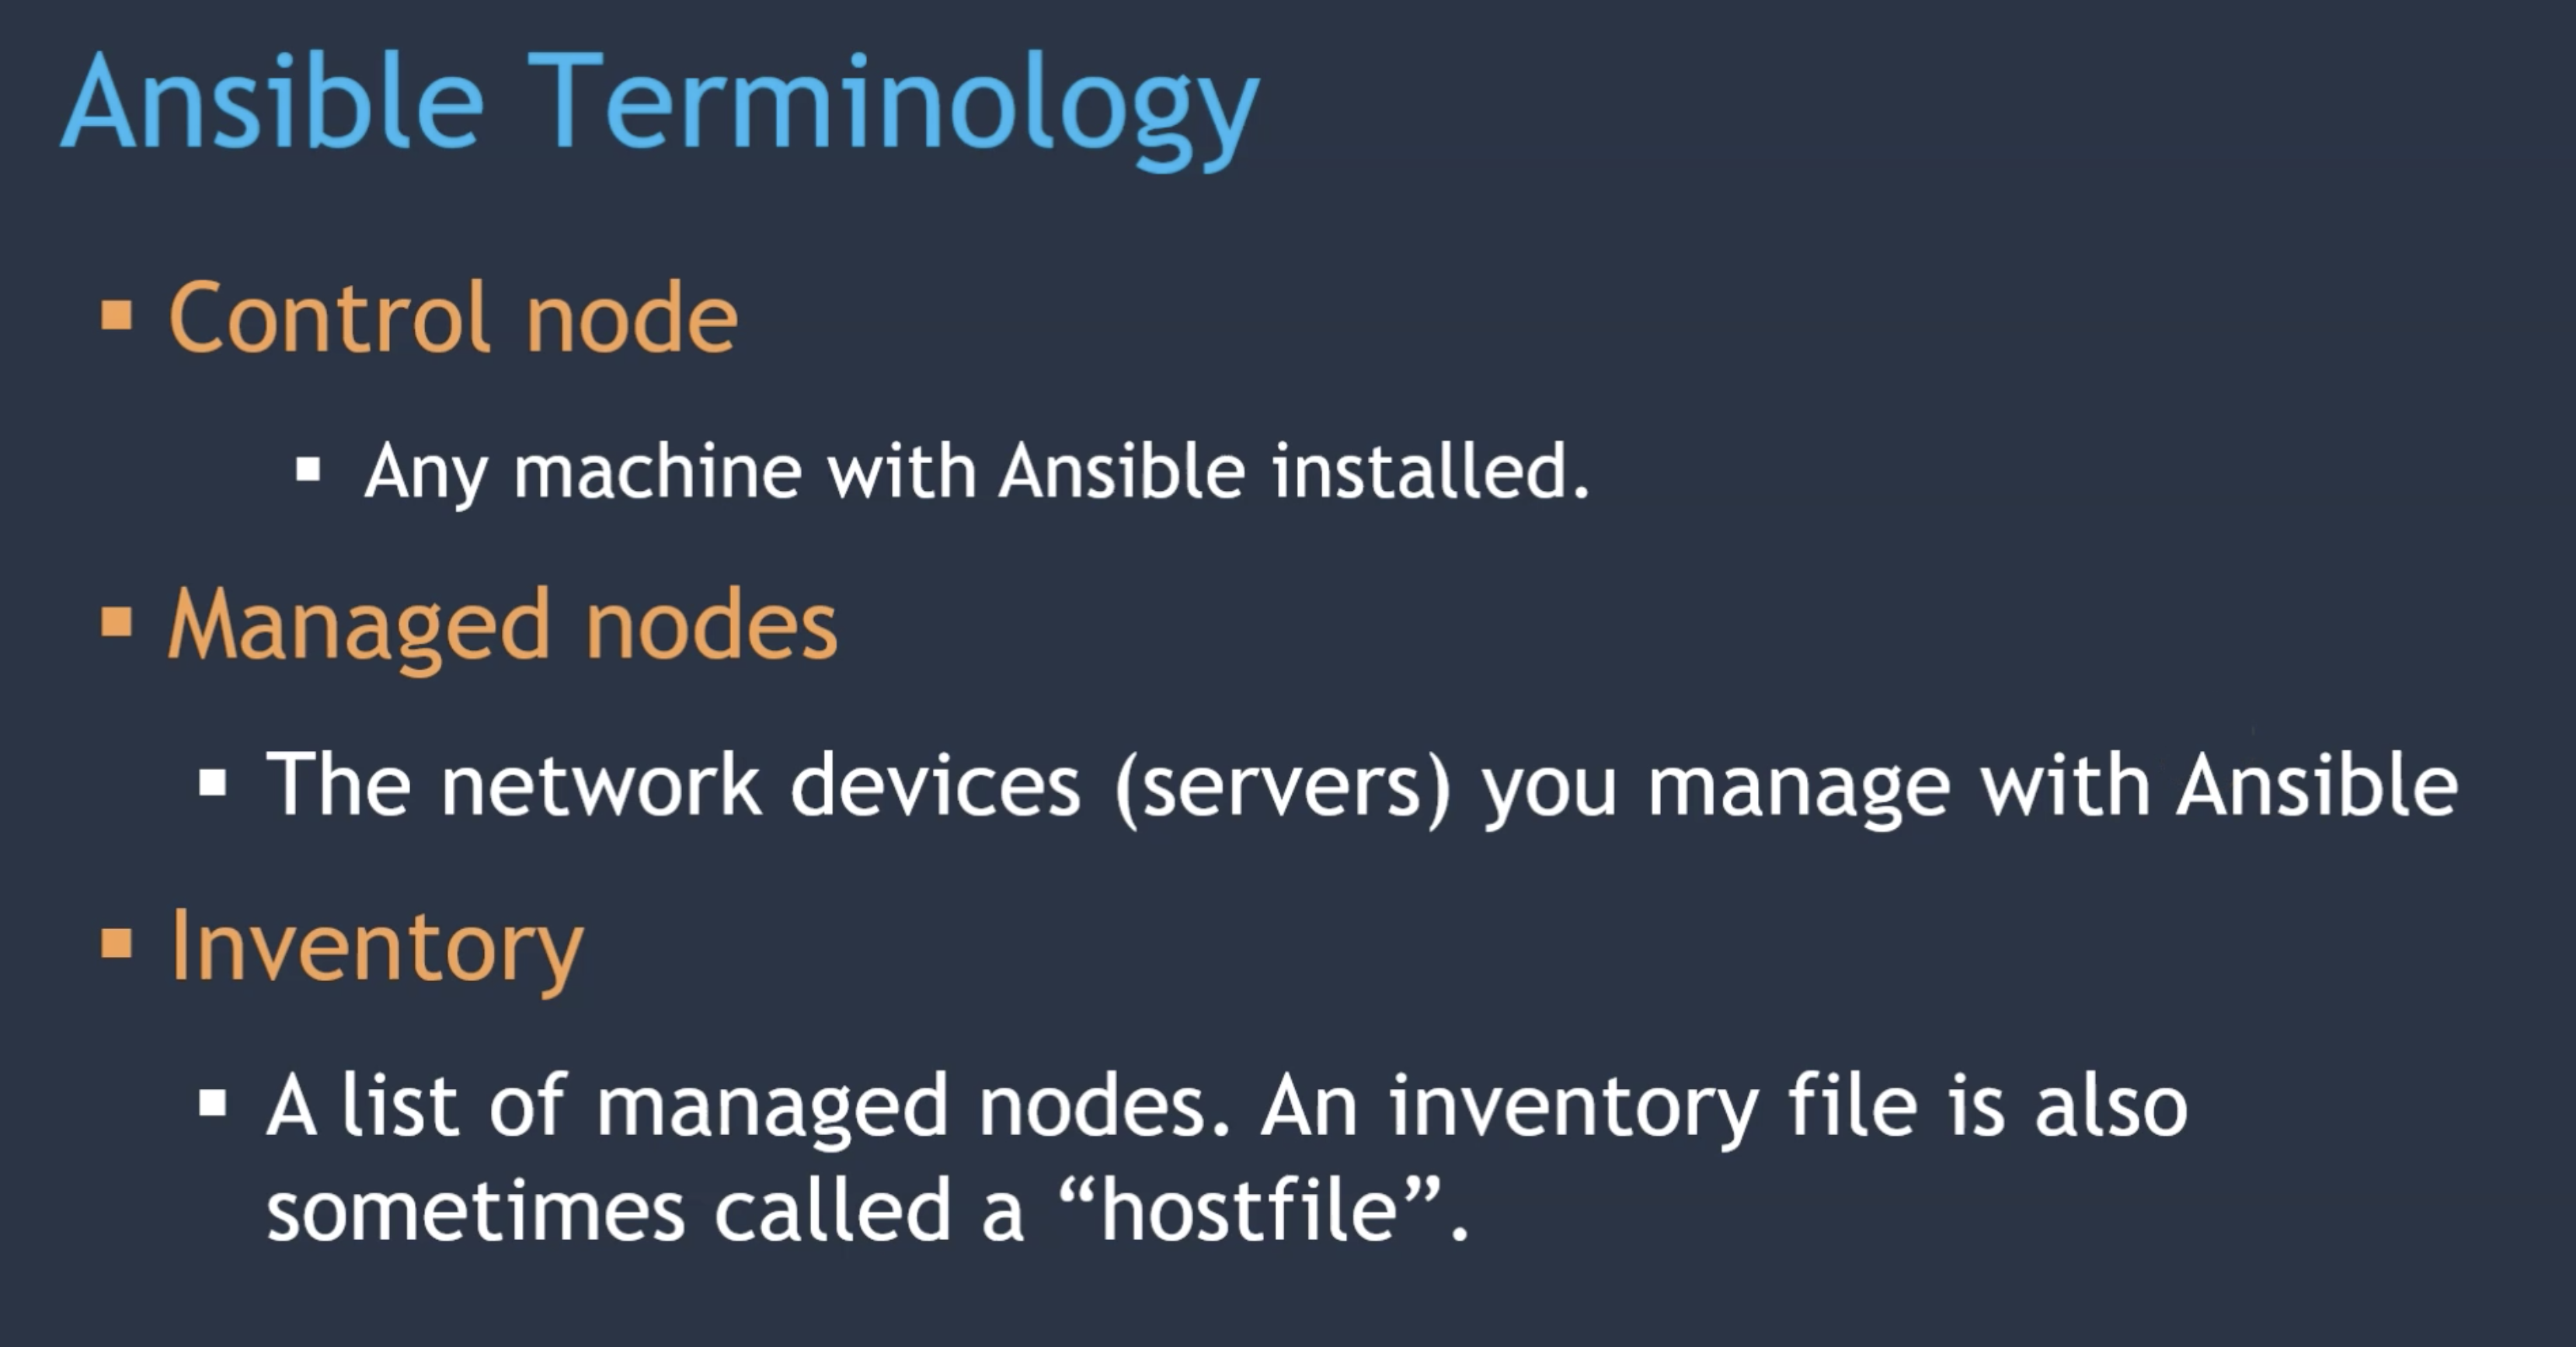 Ansible Terminology
▪ Control node
▪ Any machine with Ansible installed.
▪ Managed nodes
▪ The network devices (servers) you manage with Ansible
▪ Inventory
▪ A list of managed nodes. An inventory file is also
sometimes called a “hostfile”.